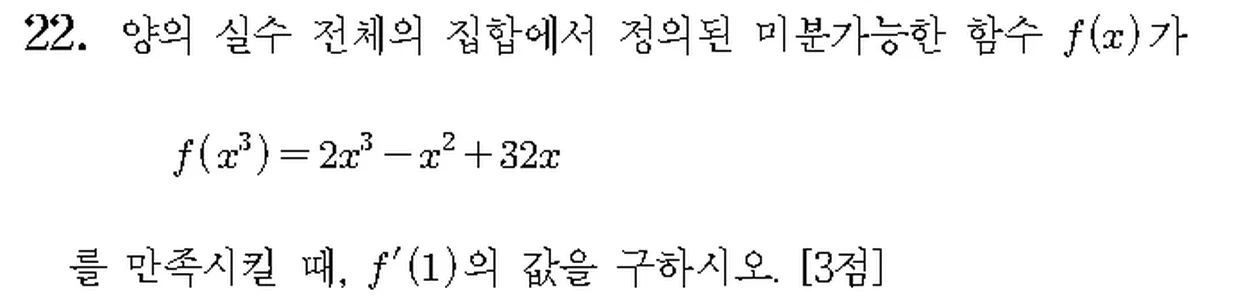 22. 양의 실수 전체의 집합에서 정의된 미분가능한 함수 f(x)가
f(x³)=2x³−x²+32x
를 만족시킬 때, f′(1)의 값을 구하시오. [3점]